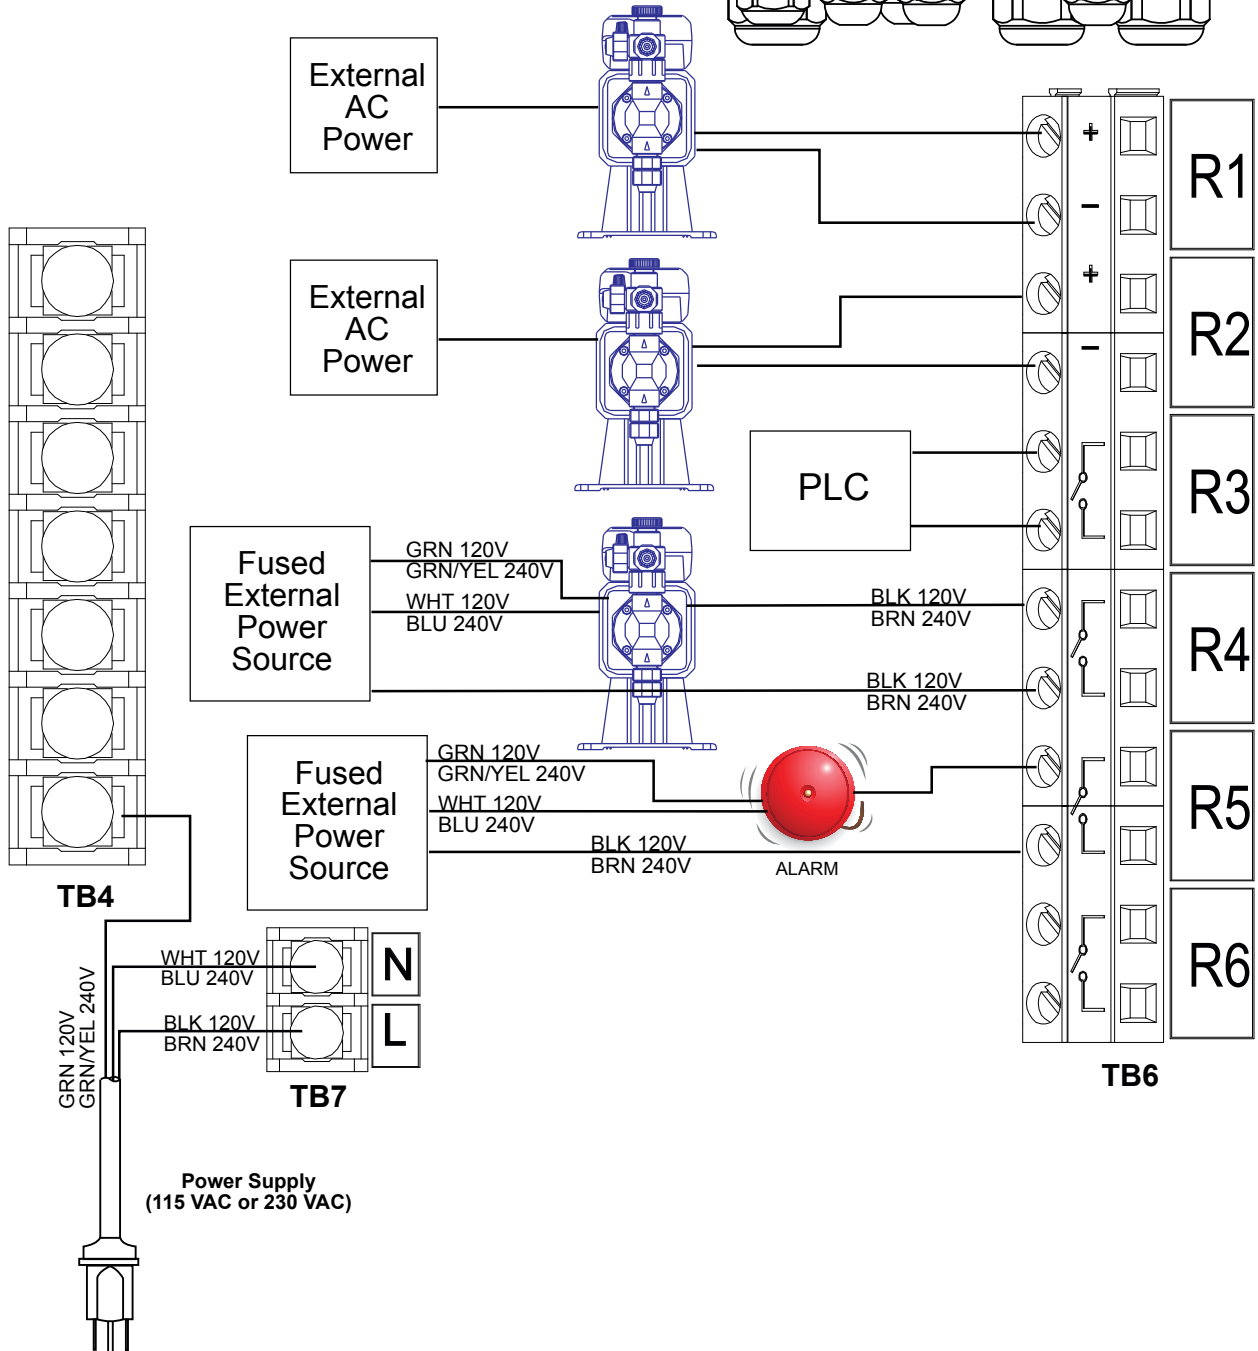 External
AC
Power
+
−
R1
External
AC
Power
+
−
R2
PLC
R3
Fused
External
Power
Source
GRN 120V
GRN/YEL 240V
WHT 120V
BLU 240V
BLK 120V
BRN 240V
R4
BLK 120V
BRN 240V
Fused
External
Power
Source
GRN 120V
GRN/YEL 240V
WHT 120V
BLU 240V
BLK 120V
BRN 240V
ALARM
R5
TB4
WHT 120V
BLU 240V
N
R6
BLK 120V
BRN 240V
L
GRN 120V
GRN/YEL 240V
TB7
TB6
Power Supply
(115 VAC or 230 VAC)